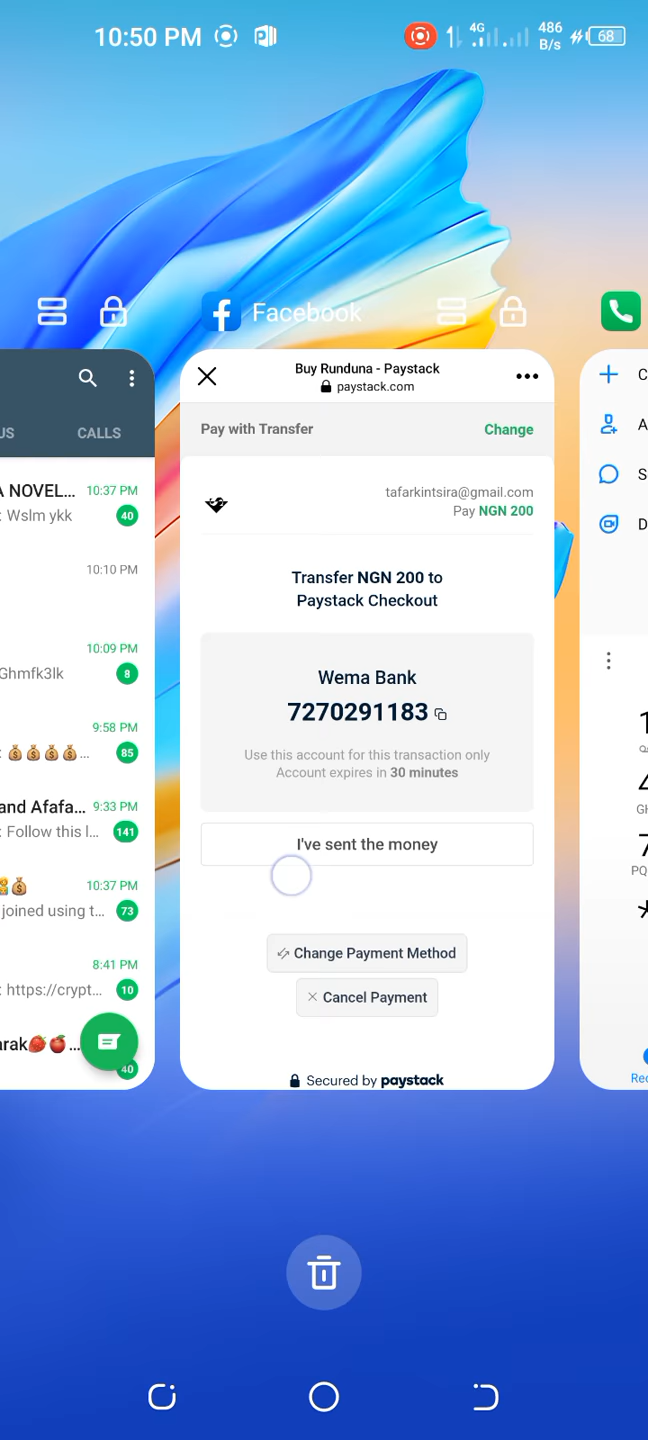 10:50 PM
4G
486
B/s
68
Facebook
US
CALLS
A NOVEL... 10:37 PM
: Wslm ykk 40
10:10 PM
10:09 PM
Ghmfk3lk 8
9:58 PM
: 💰💰💰💰... 85
and Afafa... 9:33 PM
: Follow this l... 141
10:37 PM
joined using t... 73
8:41 PM
: https://crypt... 10
arak🍓🍎...
40
Buy Runduna - Paystack
paystack.com
Pay with Transfer
Change
tafarkintsira@gmail.com
Pay NGN 200
Transfer NGN 200 to
Paystack Checkout
Wema Bank
7270291183
Use this account for this transaction only
Account expires in 30 minutes
I've sent the money
Change Payment Method
Cancel Payment
Secured by paystack
C
A
S
D
GH
PQ
Rec